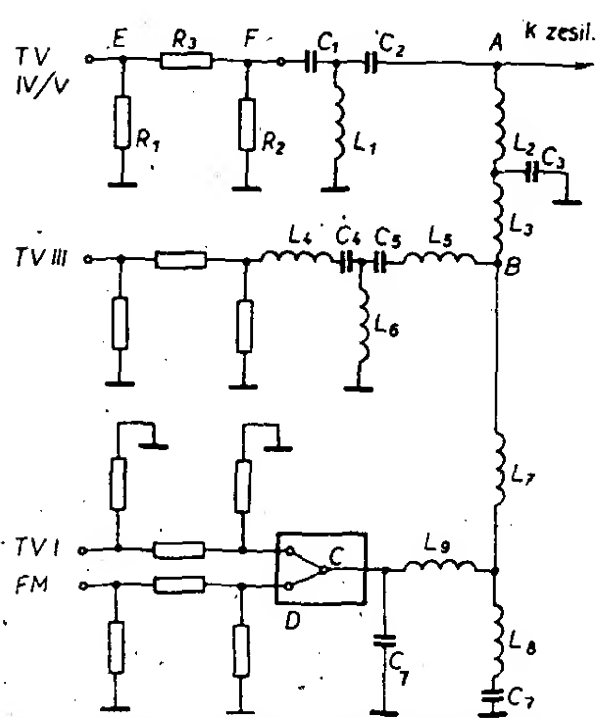 TV IV/V
E
R3
F
C1
C2
A
k zesil.
R1
R2
L1
L2
C3
L3
TV III
L4
C4
C5
L5
B
L6
L7
TV I
FM
C
D
L9
C7
L8
C7